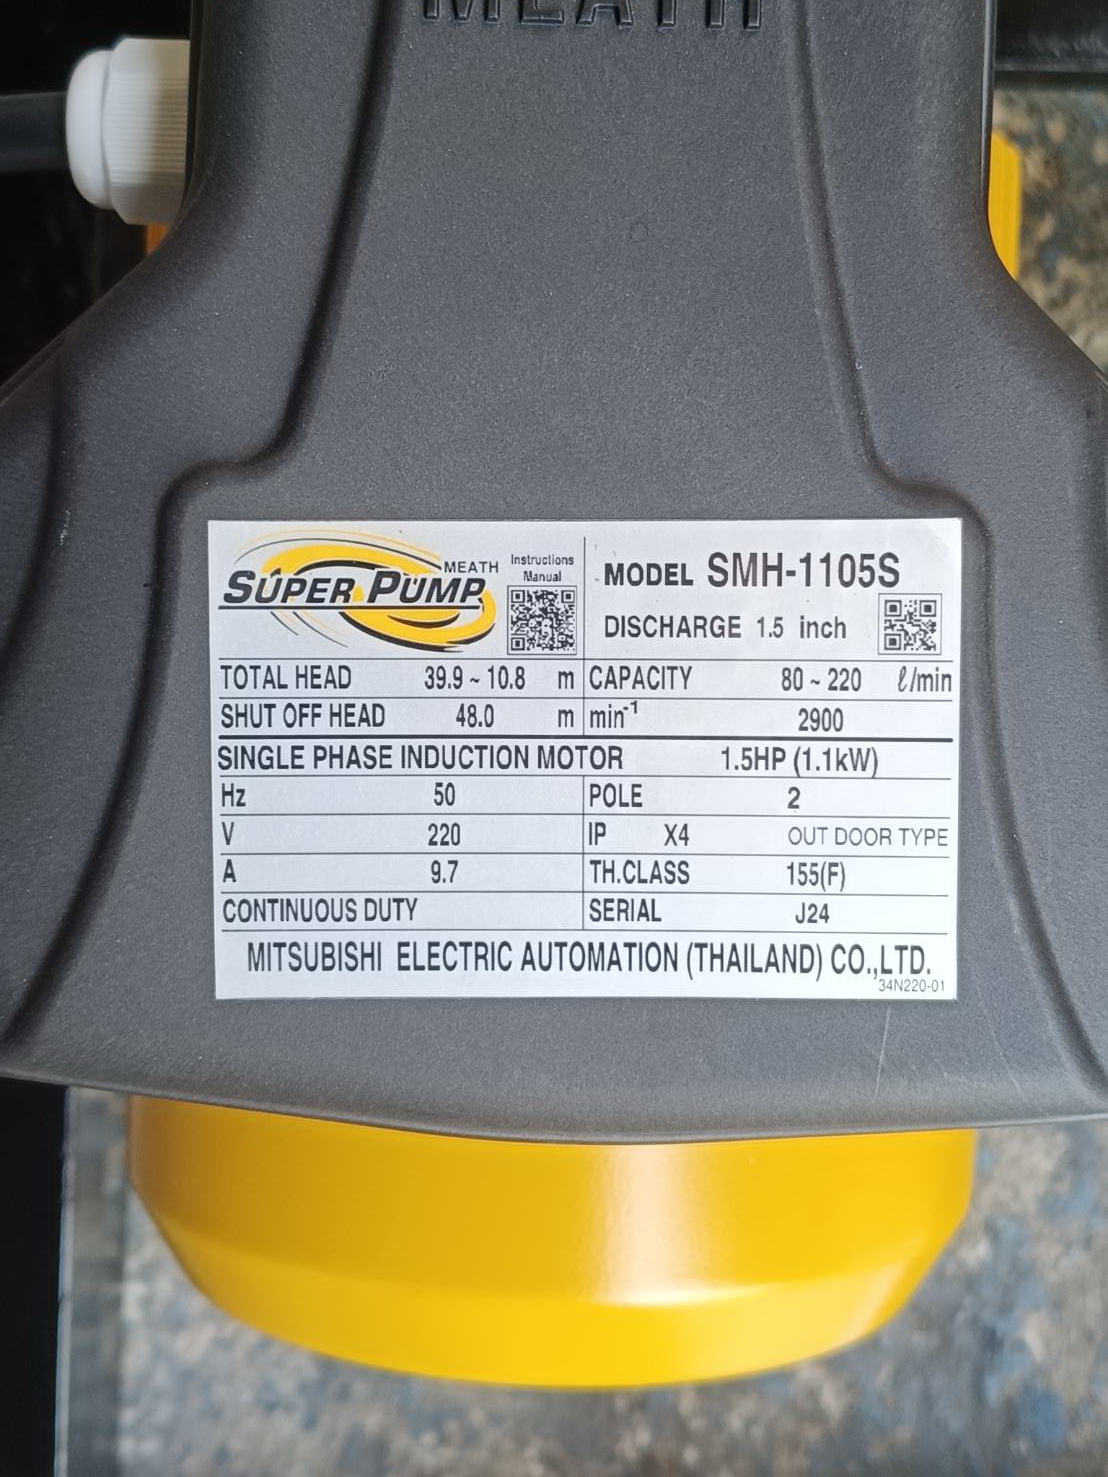 MEATH
MEATH
SUPER PUMP
Instructions
Manual
MODEL SMH-1105S
DISCHARGE 1.5 inch
TOTAL HEAD 39.9 ~ 10.8 m CAPACITY 80 ~ 220 ℓ/min
SHUT OFF HEAD 48.0 m min⁻¹ 2900
SINGLE PHASE INDUCTION MOTOR 1.5HP (1.1kW)
Hz 50 POLE 2
V 220 IP X4 OUT DOOR TYPE
A 9.7 TH.CLASS 155(F)
CONTINUOUS DUTY SERIAL J24
MITSUBISHI ELECTRIC AUTOMATION (THAILAND) CO.,LTD.
34N220-01